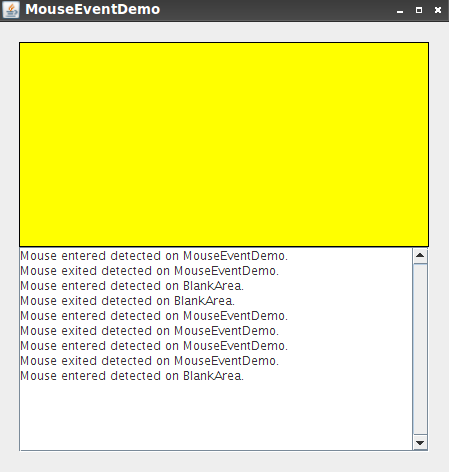 MouseEventDemo
Mouse entered detected on MouseEventDemo.
Mouse exited detected on MouseEventDemo.
Mouse entered detected on BlankArea.
Mouse exited detected on BlankArea.
Mouse entered detected on MouseEventDemo.
Mouse exited detected on MouseEventDemo.
Mouse entered detected on MouseEventDemo.
Mouse exited detected on MouseEventDemo.
Mouse entered detected on BlankArea.